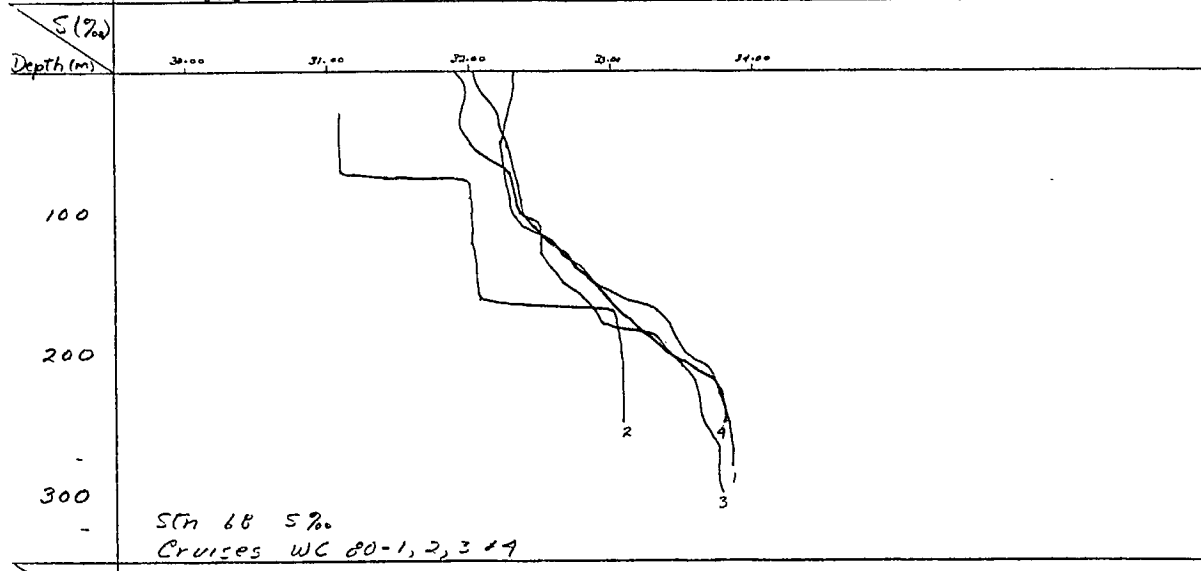 S (‰)
Depth (m)
30.00 31.00 32.00 33.00 34.00
100
200
300
2
4
1
3
Stn 68 S‰
Cruises WC 80-1, 2, 3 & 4